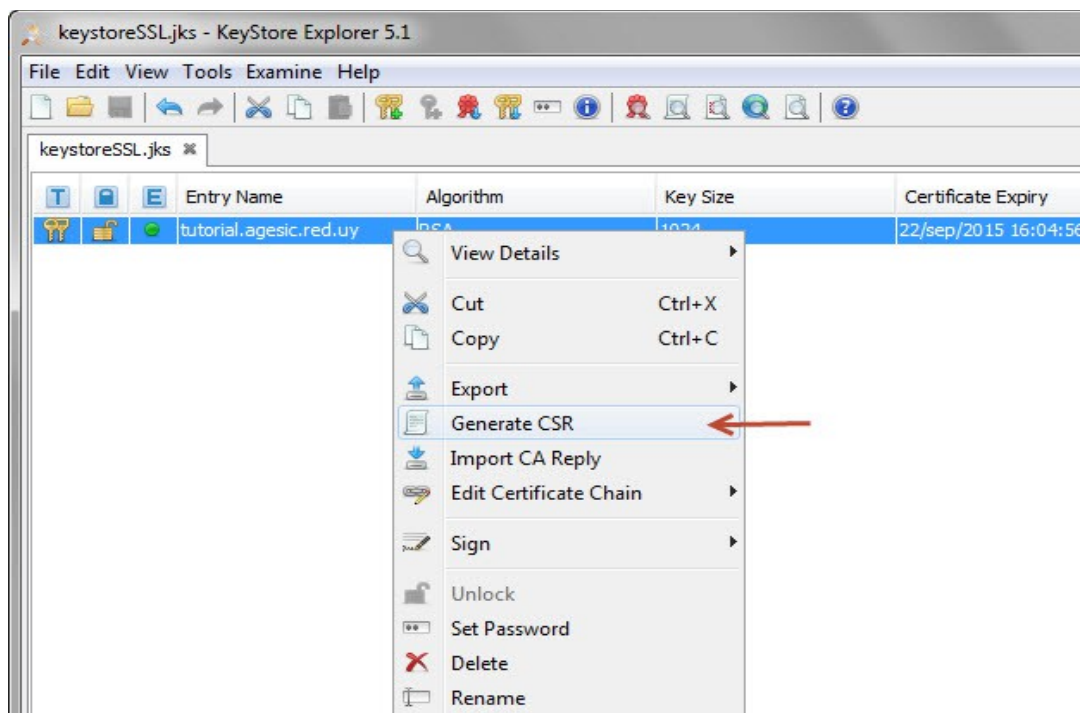 keystoreSSL.jks - KeyStore Explorer 5.1
File Edit View Tools Examine Help
keystoreSSL.jks
T E Entry Name Algorithm Key Size Certificate Expiry
tutorial.agesic.red.uy RSA 1024 22/sep/2015 16:04:56
View Details
Cut Ctrl+X
Copy Ctrl+C
Export
Generate CSR
Import CA Reply
Edit Certificate Chain
Sign
Unlock
Set Password
Delete
Rename